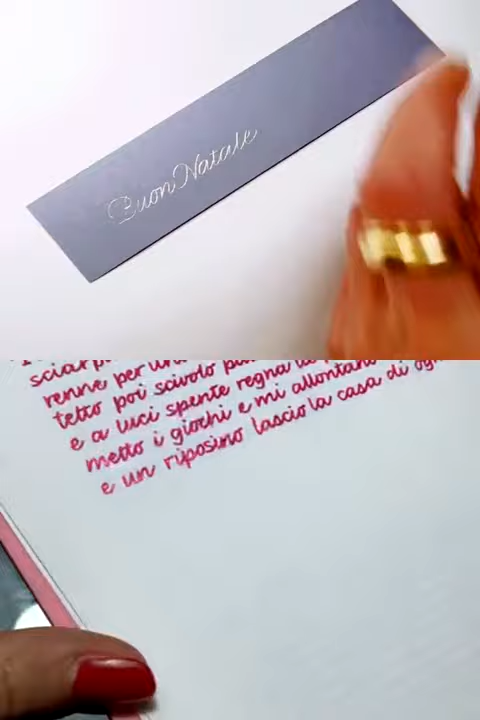 Buon Natale
renne per
tetto poi scivolo
e a luci spente regna
metto i giochi e mi allontano
e un riposino lascio la casa di